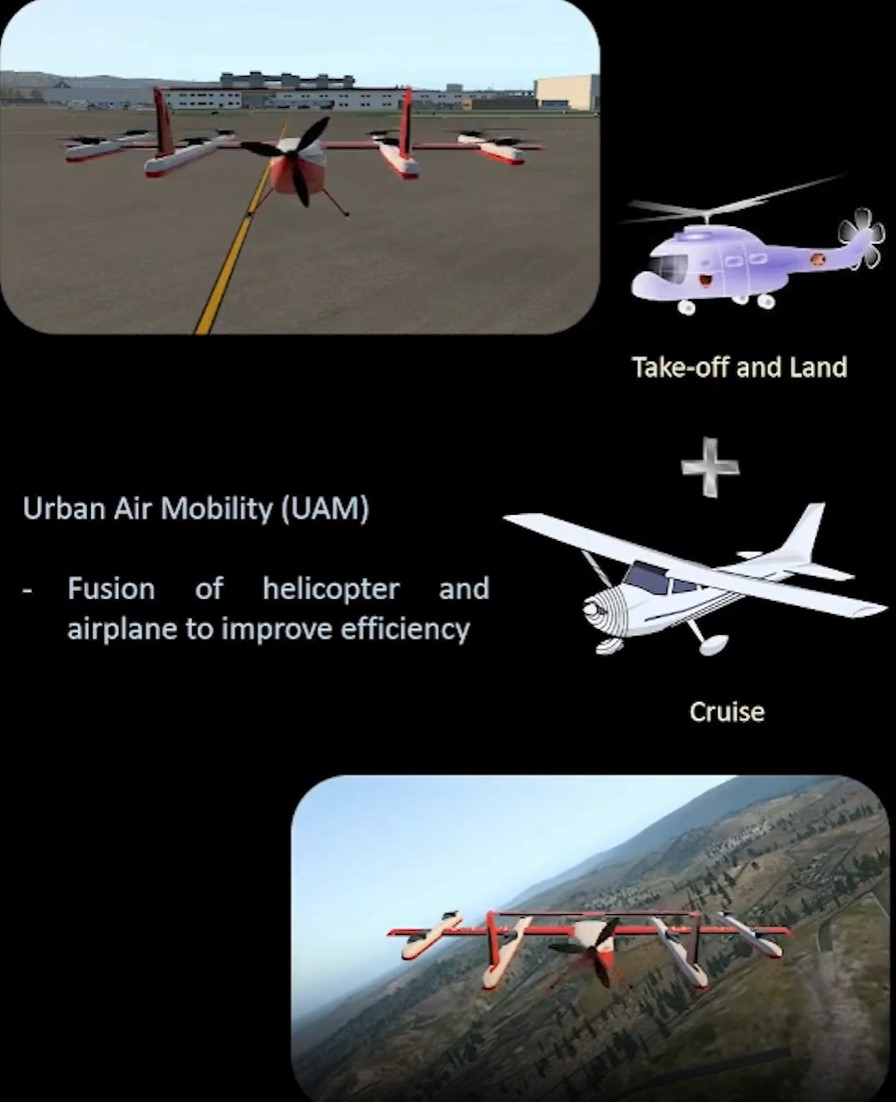 Take-off and Land
Urban Air Mobility (UAM)
- Fusion of helicopter and
airplane to improve efficiency
Cruise